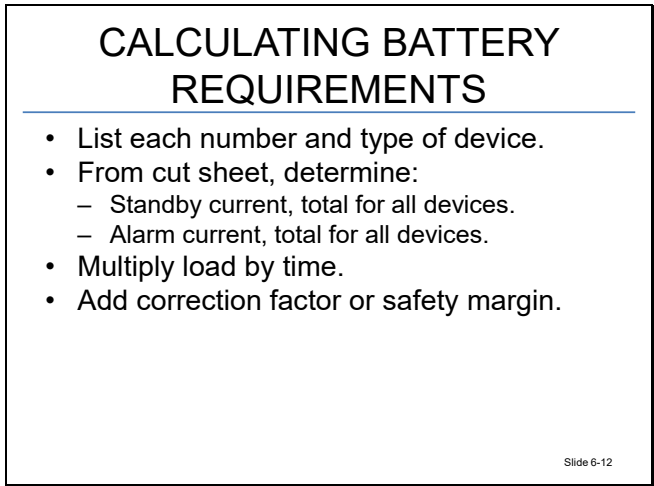 CALCULATING BATTERY
REQUIREMENTS
• List each number and type of device.
• From cut sheet, determine:
– Standby current, total for all devices.
– Alarm current, total for all devices.
• Multiply load by time.
• Add correction factor or safety margin.
Slide 6-12